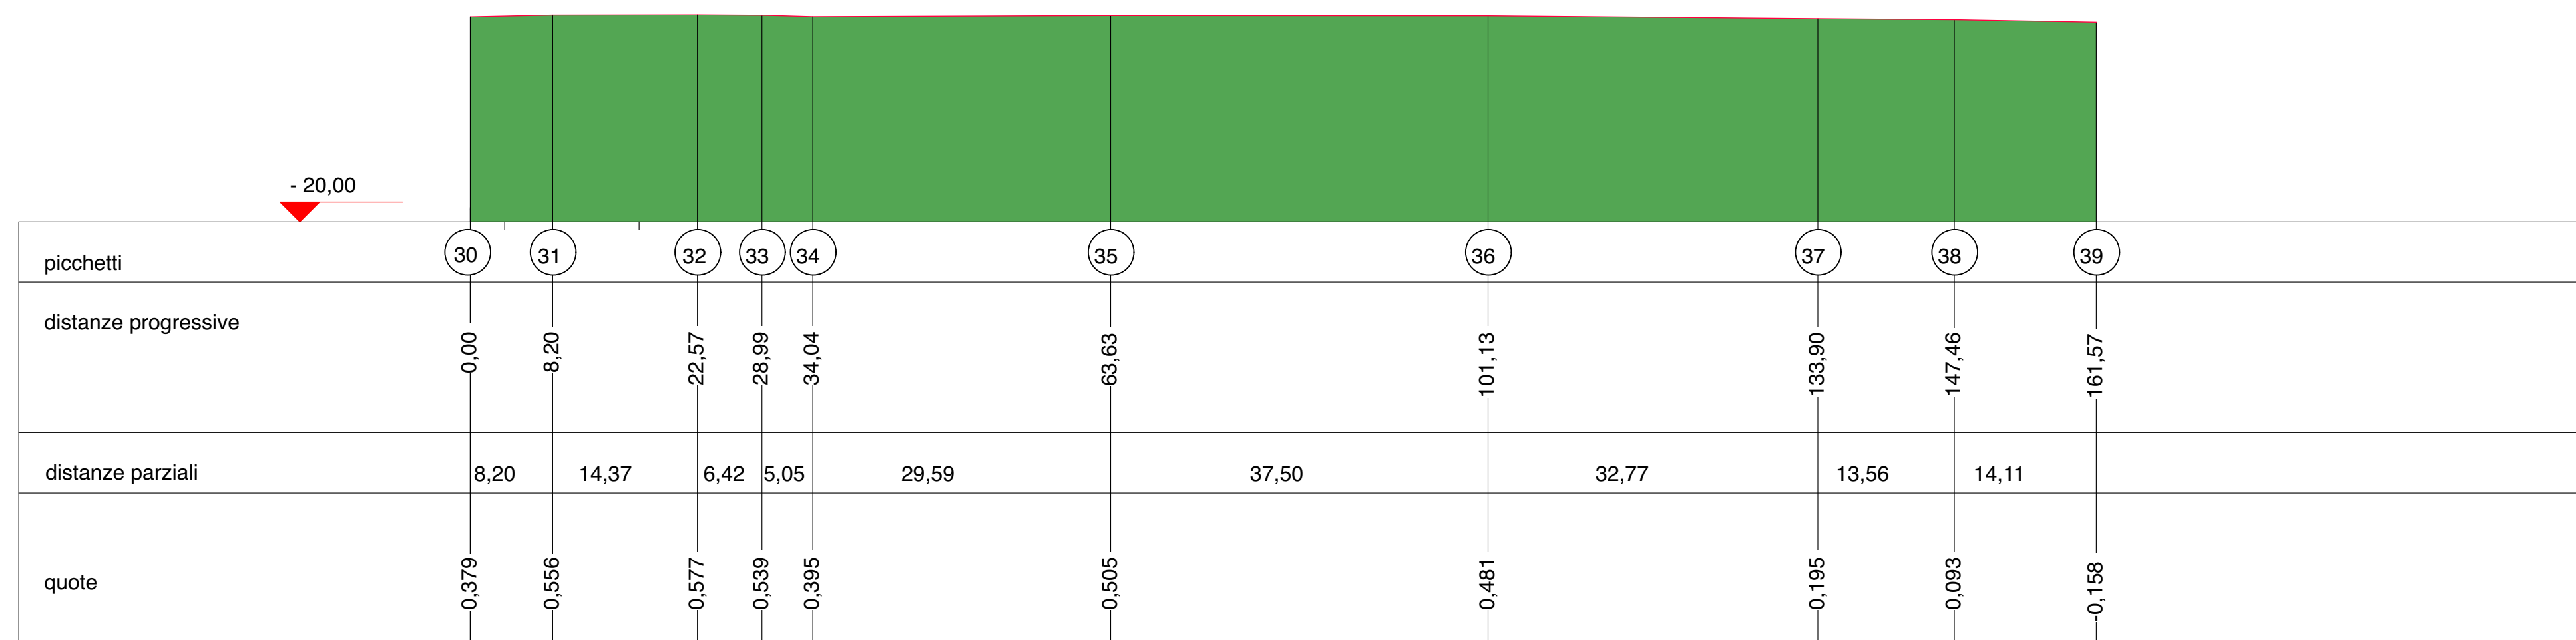 - 20,00
picchetti 30 31 32 33 34 35 36 37 38 39
distanze progressive 0,00 8,20 22,57 28,99 34,04 63,63 101,13 133,90 147,46 161,57
distanze parziali 8,20 14,37 6,42 5,05 29,59 37,50 32,77 13,56 14,11
quote 0,379 0,556 0,577 0,539 0,395 0,505 0,481 0,195 0,093 -0,158